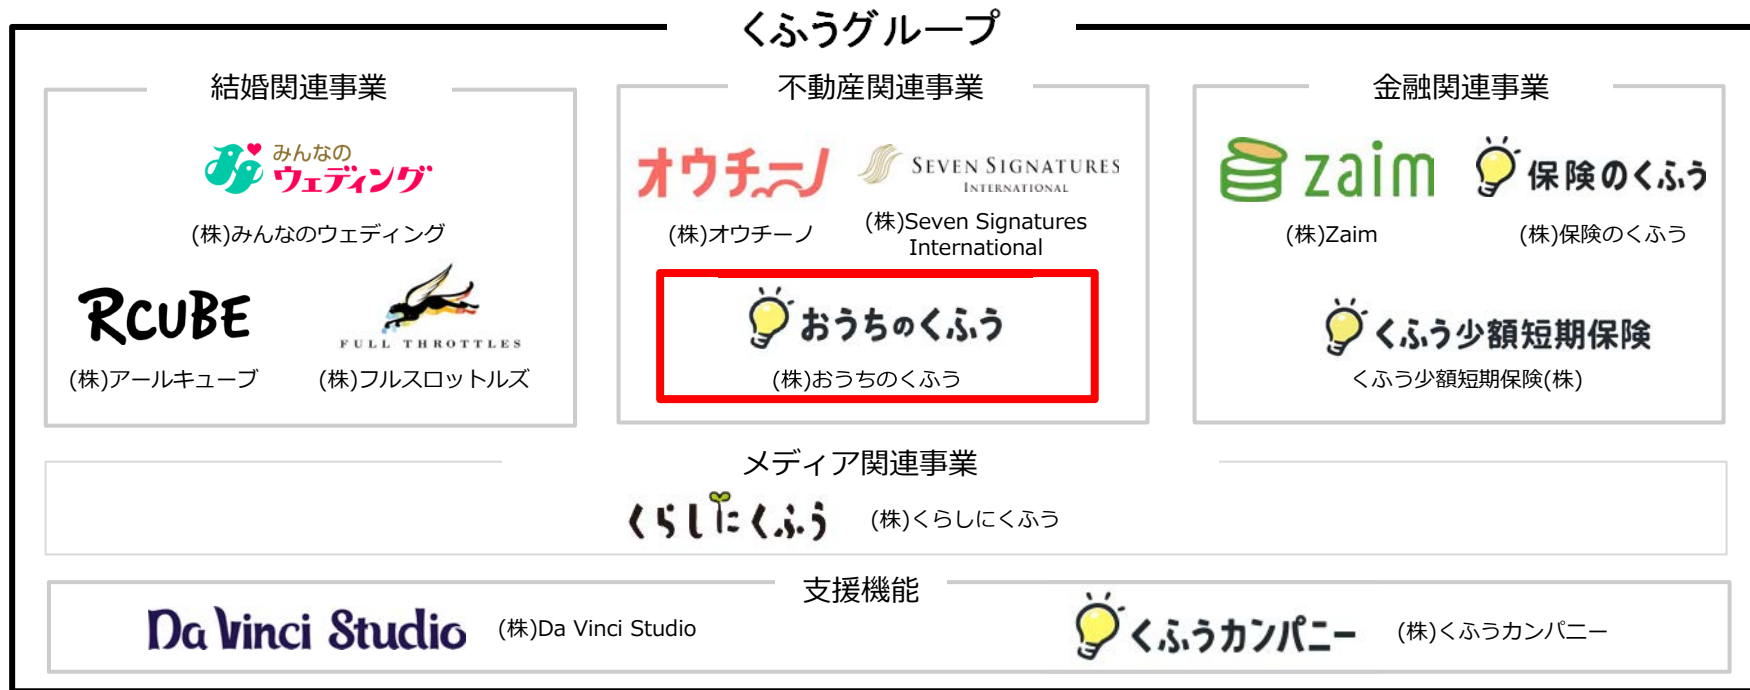 くふうグループ
結婚関連事業
みんなの
ウェディング
(株)みんなのウェディング
RCUBE
(株)アールキューブ
FULL THROTTLES
(株)フルスロットルズ
不動産関連事業
オウチーノ
(株)オウチーノ
SEVEN SIGNATURES
INTERNATIONAL
(株)Seven Signatures
International
おうちのくふう
(株)おうちのくふう
金融関連事業
zaim
(株)Zaim
保険のくふう
(株)保険のくふう
くふう少額短期保険
くふう少額短期保険(株)
メディア関連事業
くらしにくふう
(株)くらしにくふう
支援機能
Da Vinci Studio
(株)Da Vinci Studio
くふうカンパニー
(株)くふうカンパニー